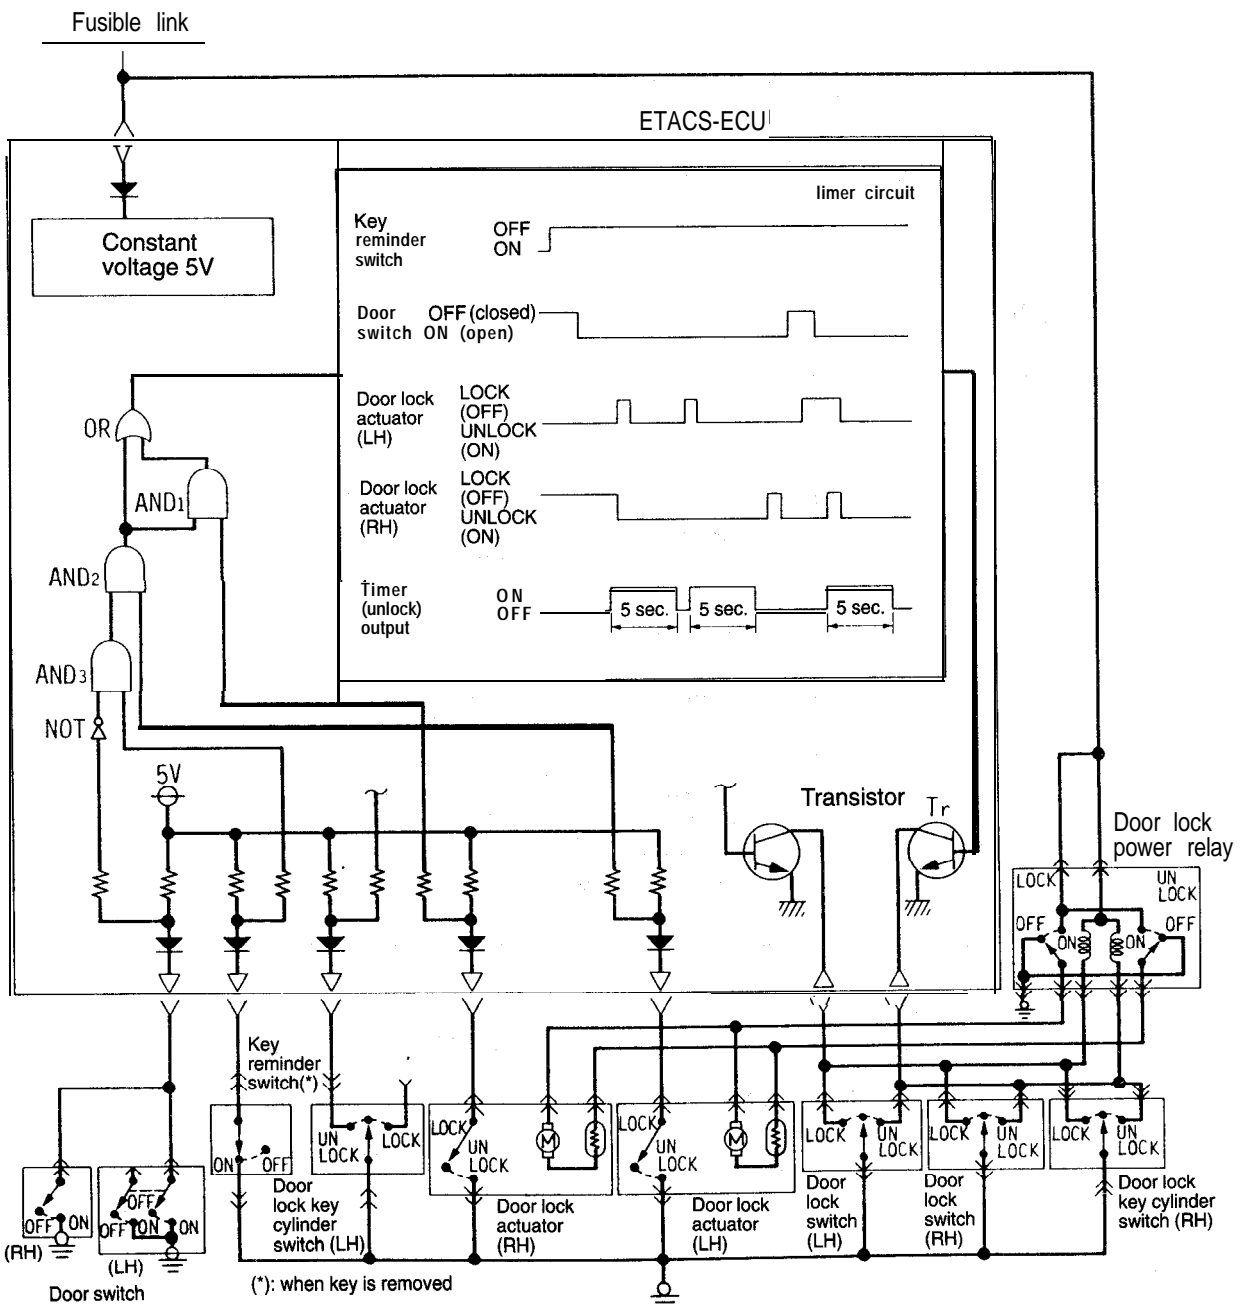 Fusible link
ETACS-ECU
limer circuit
Constant
voltage 5V
Key
reminder
switch
OFF
ON
Door
switch
OFF (closed)
ON (open)
Door lock
actuator
(LH)
LOCK
(OFF)
UNLOCK
(ON)
Door lock
actuator
(RH)
LOCK
(OFF)
UNLOCK
(ON)
Timer
(unlock)
output
ON
OFF
5 sec.
5 sec.
5 sec.
OR
AND1
AND2
AND3
NOT
5V
Transistor
Tr
Door lock
power relay
LOCK
UN
LOCK
OFF
ON
ON
OFF
Key
reminder
switch(*)
ON
OFF
UN
LOCK
LOCK
LOCK
UN
LOCK
M
LOCK
UN
LOCK
M
LOCK
UN
LOCK
LOCK
UN
LOCK
LOCK
UN
LOCK
OFF
ON
(RH)
OFF
OFF
ON
ON
(LH)
Door switch
Door
lock key
cylinder
switch (LH)
Door lock
actuator
(RH)
Door lock
actuator
(LH)
Door
lock
switch
(LH)
Door
lock
switch
(RH)
Door lock
key cylinder
switch (RH)
(*): when key is removed